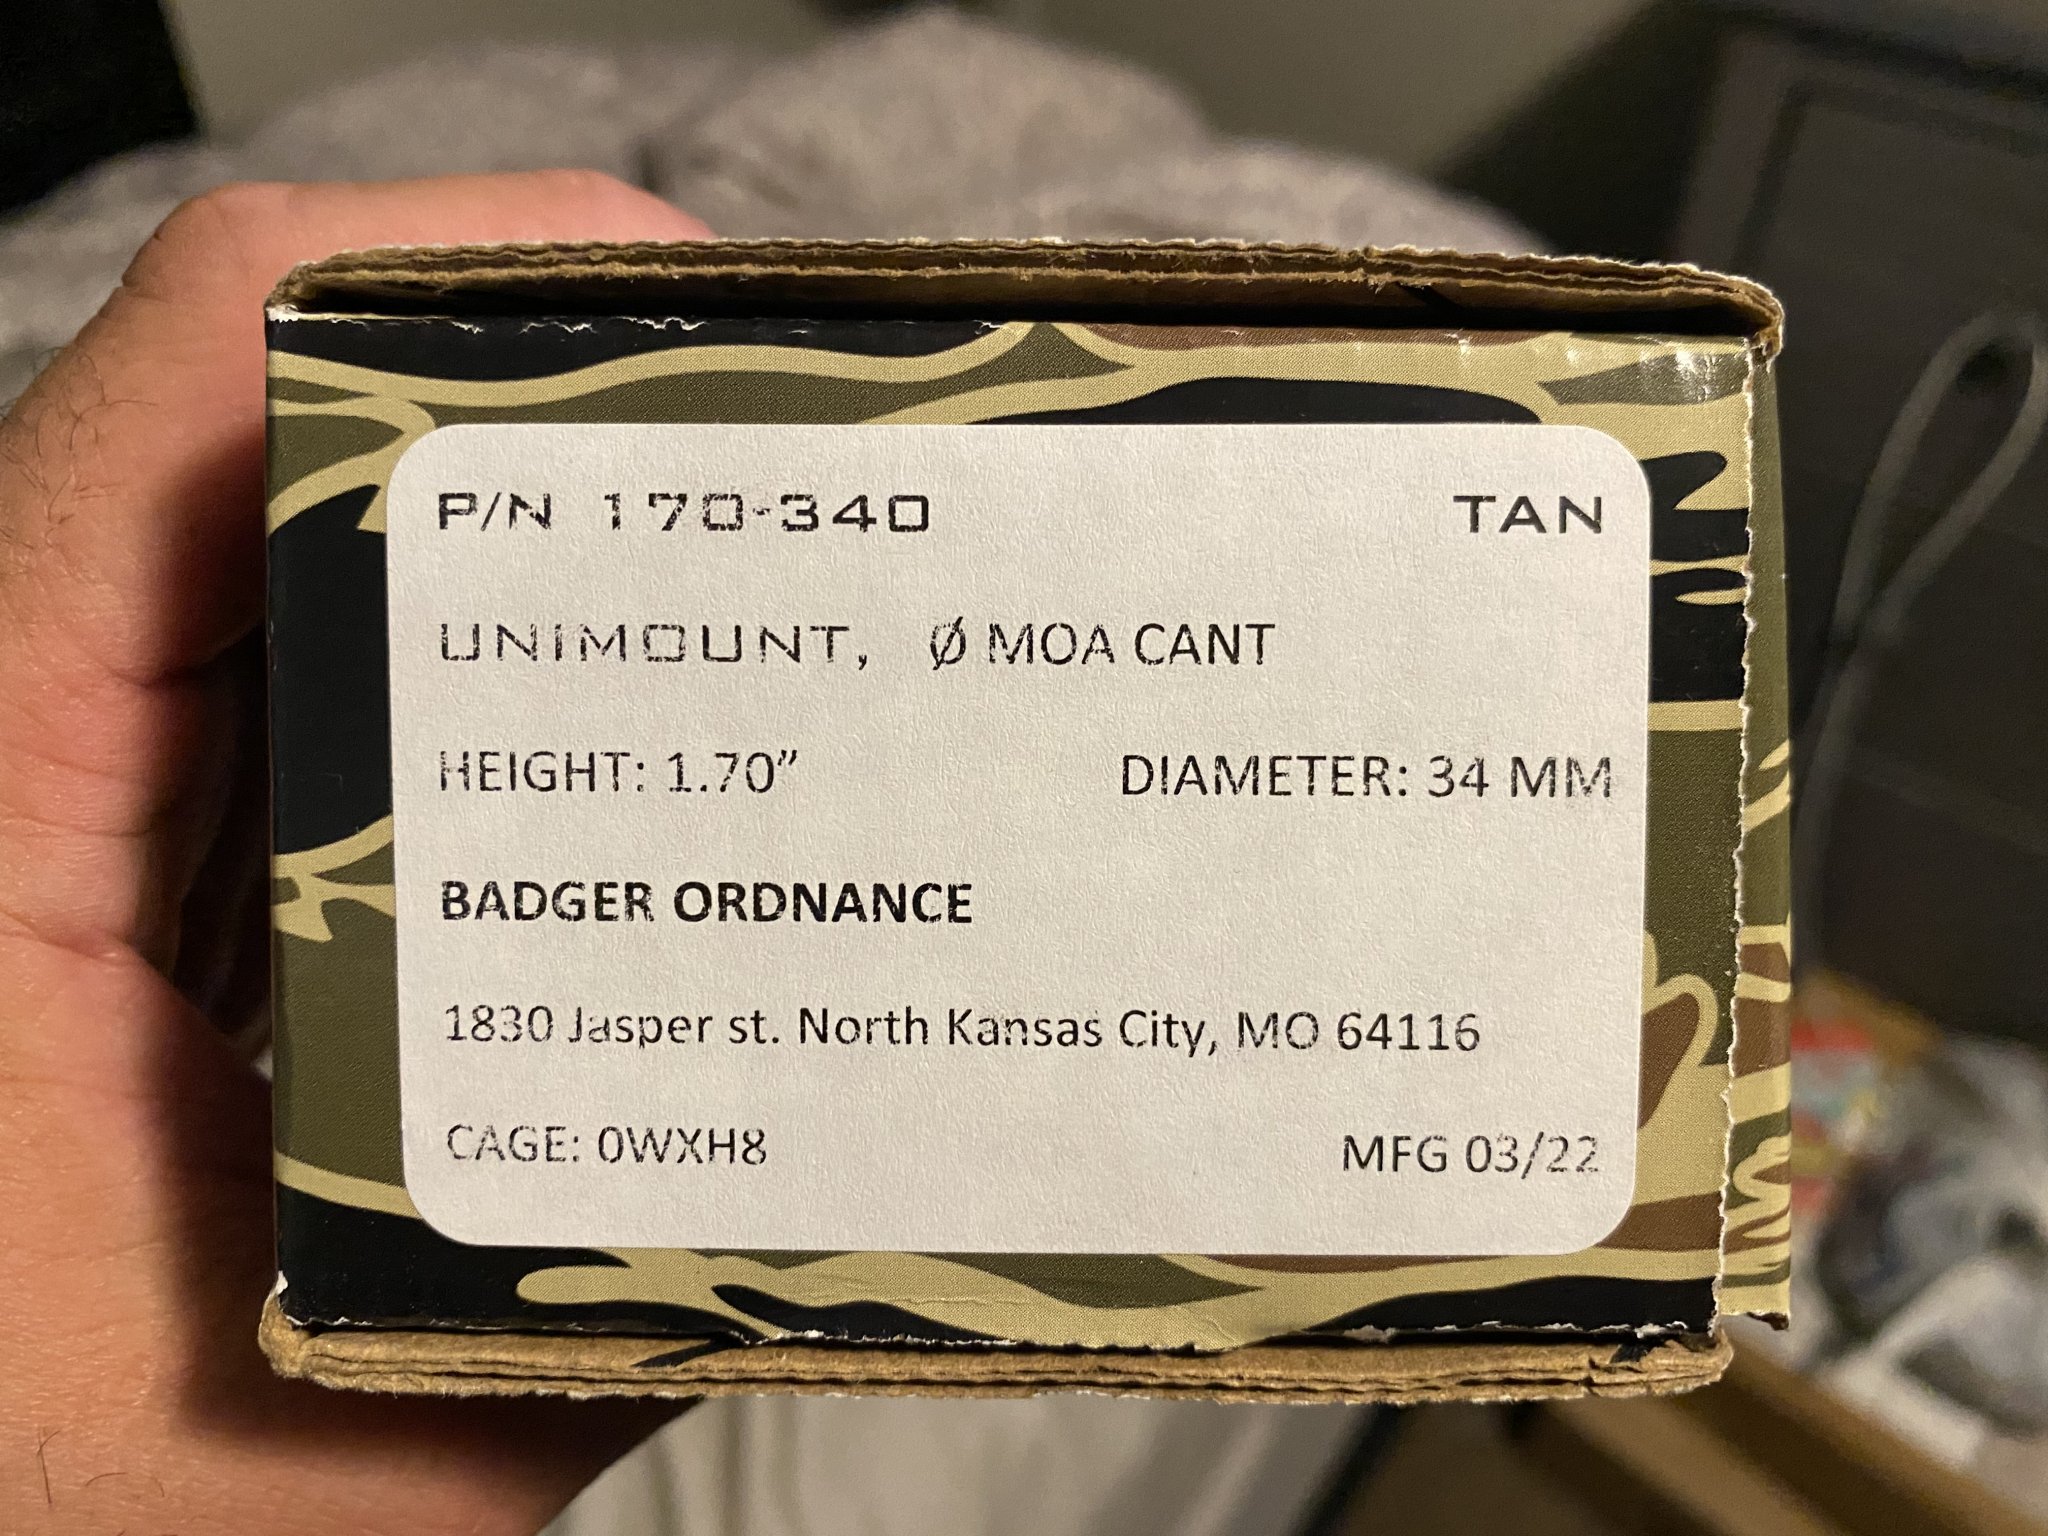 P/N 170-340 TAN
UNIMOUNT, Ø MOA CANT
HEIGHT: 1.70” DIAMETER: 34 MM
BADGER ORDNANCE
1830 Jasper st. North Kansas City, MO 64116
CAGE: 0WXH8 MFG 03/22